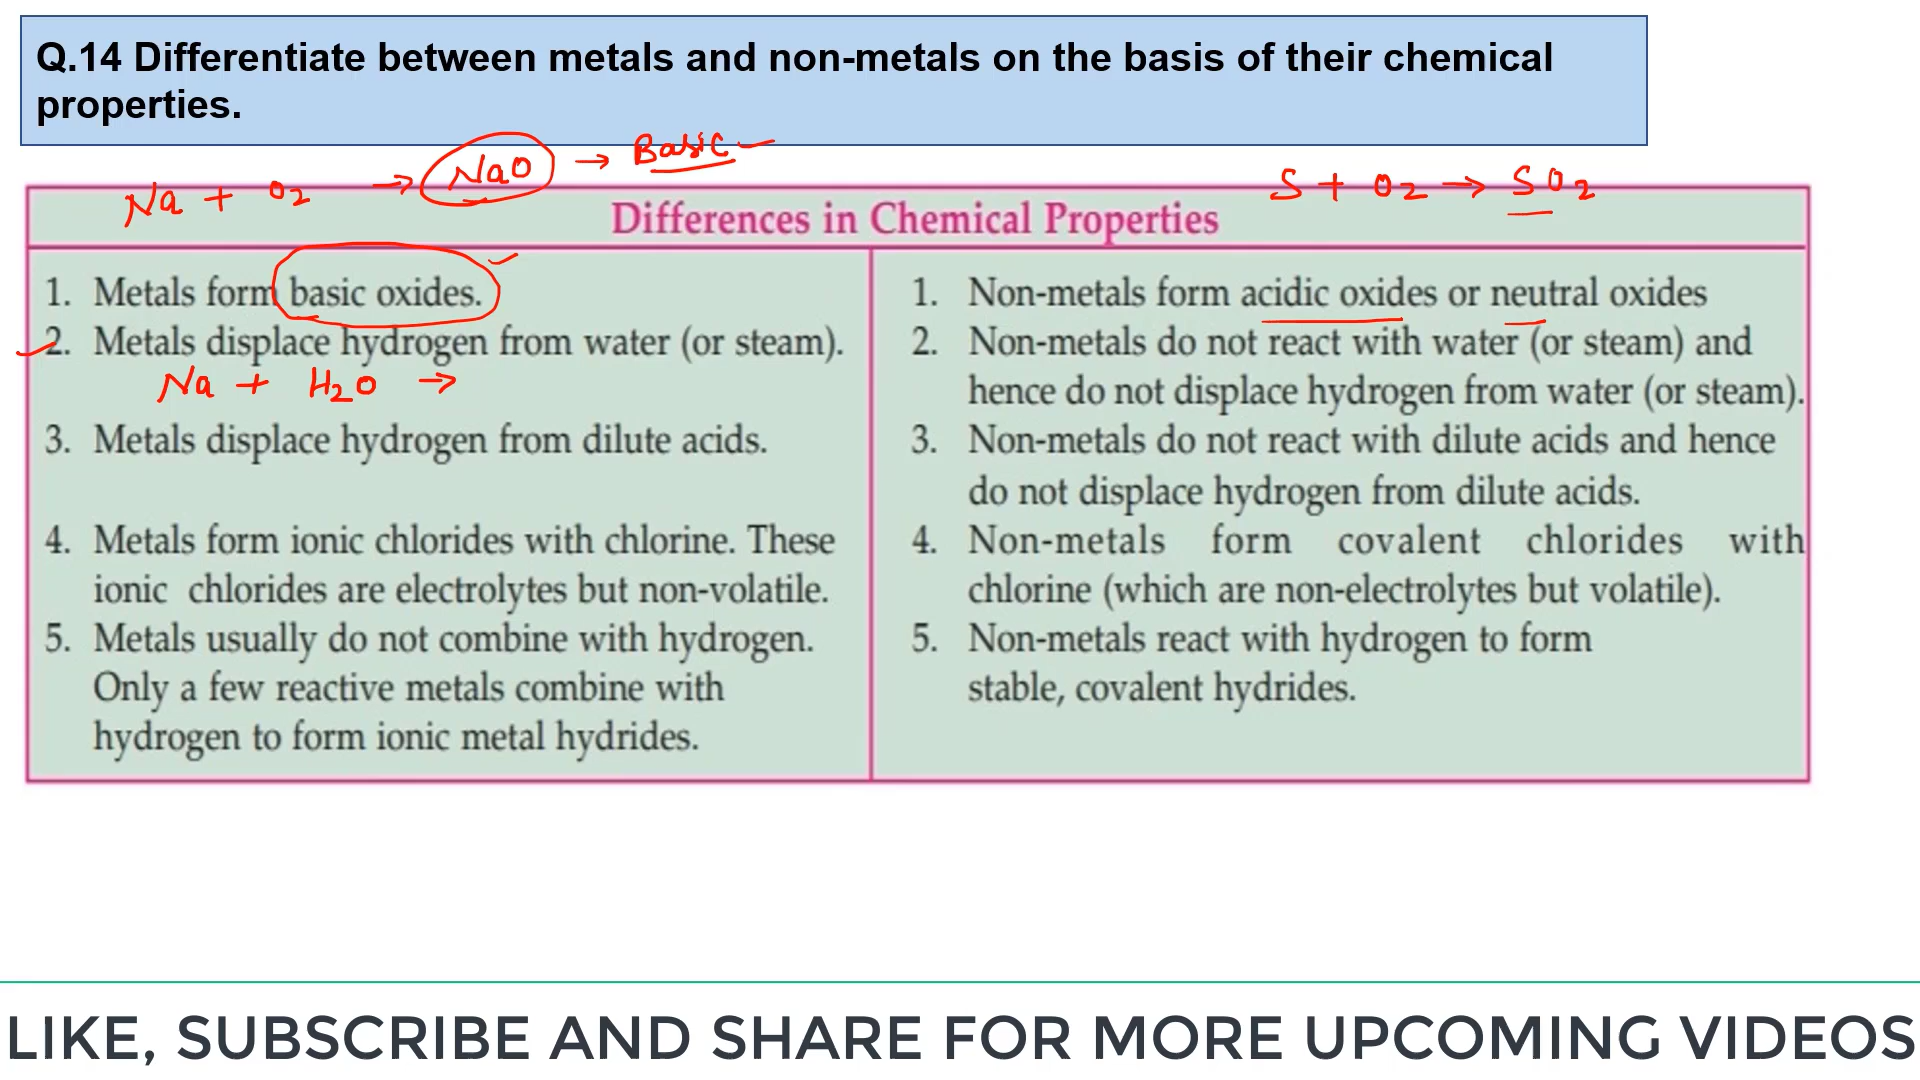 Q.14 Differentiate between metals and non-metals on the basis of their chemical
properties.
Na + O2 → NaO → Basic
S + O2 → SO2
Differences in Chemical Properties
1. Metals form basic oxides.
2. Metals displace hydrogen from water (or steam).
Na + H2O →
3. Metals displace hydrogen from dilute acids.
4. Metals form ionic chlorides with chlorine. These
ionic chlorides are electrolytes but non-volatile.
5. Metals usually do not combine with hydrogen.
Only a few reactive metals combine with
hydrogen to form ionic metal hydrides.
1. Non-metals form acidic oxides or neutral oxides
2. Non-metals do not react with water (or steam) and
hence do not displace hydrogen from water (or steam).
3. Non-metals do not react with dilute acids and hence
do not displace hydrogen from dilute acids.
4. Non-metals form covalent chlorides with
chlorine (which are non-electrolytes but volatile).
5. Non-metals react with hydrogen to form
stable, covalent hydrides.
LIKE, SUBSCRIBE AND SHARE FOR MORE UPCOMING VIDEOS